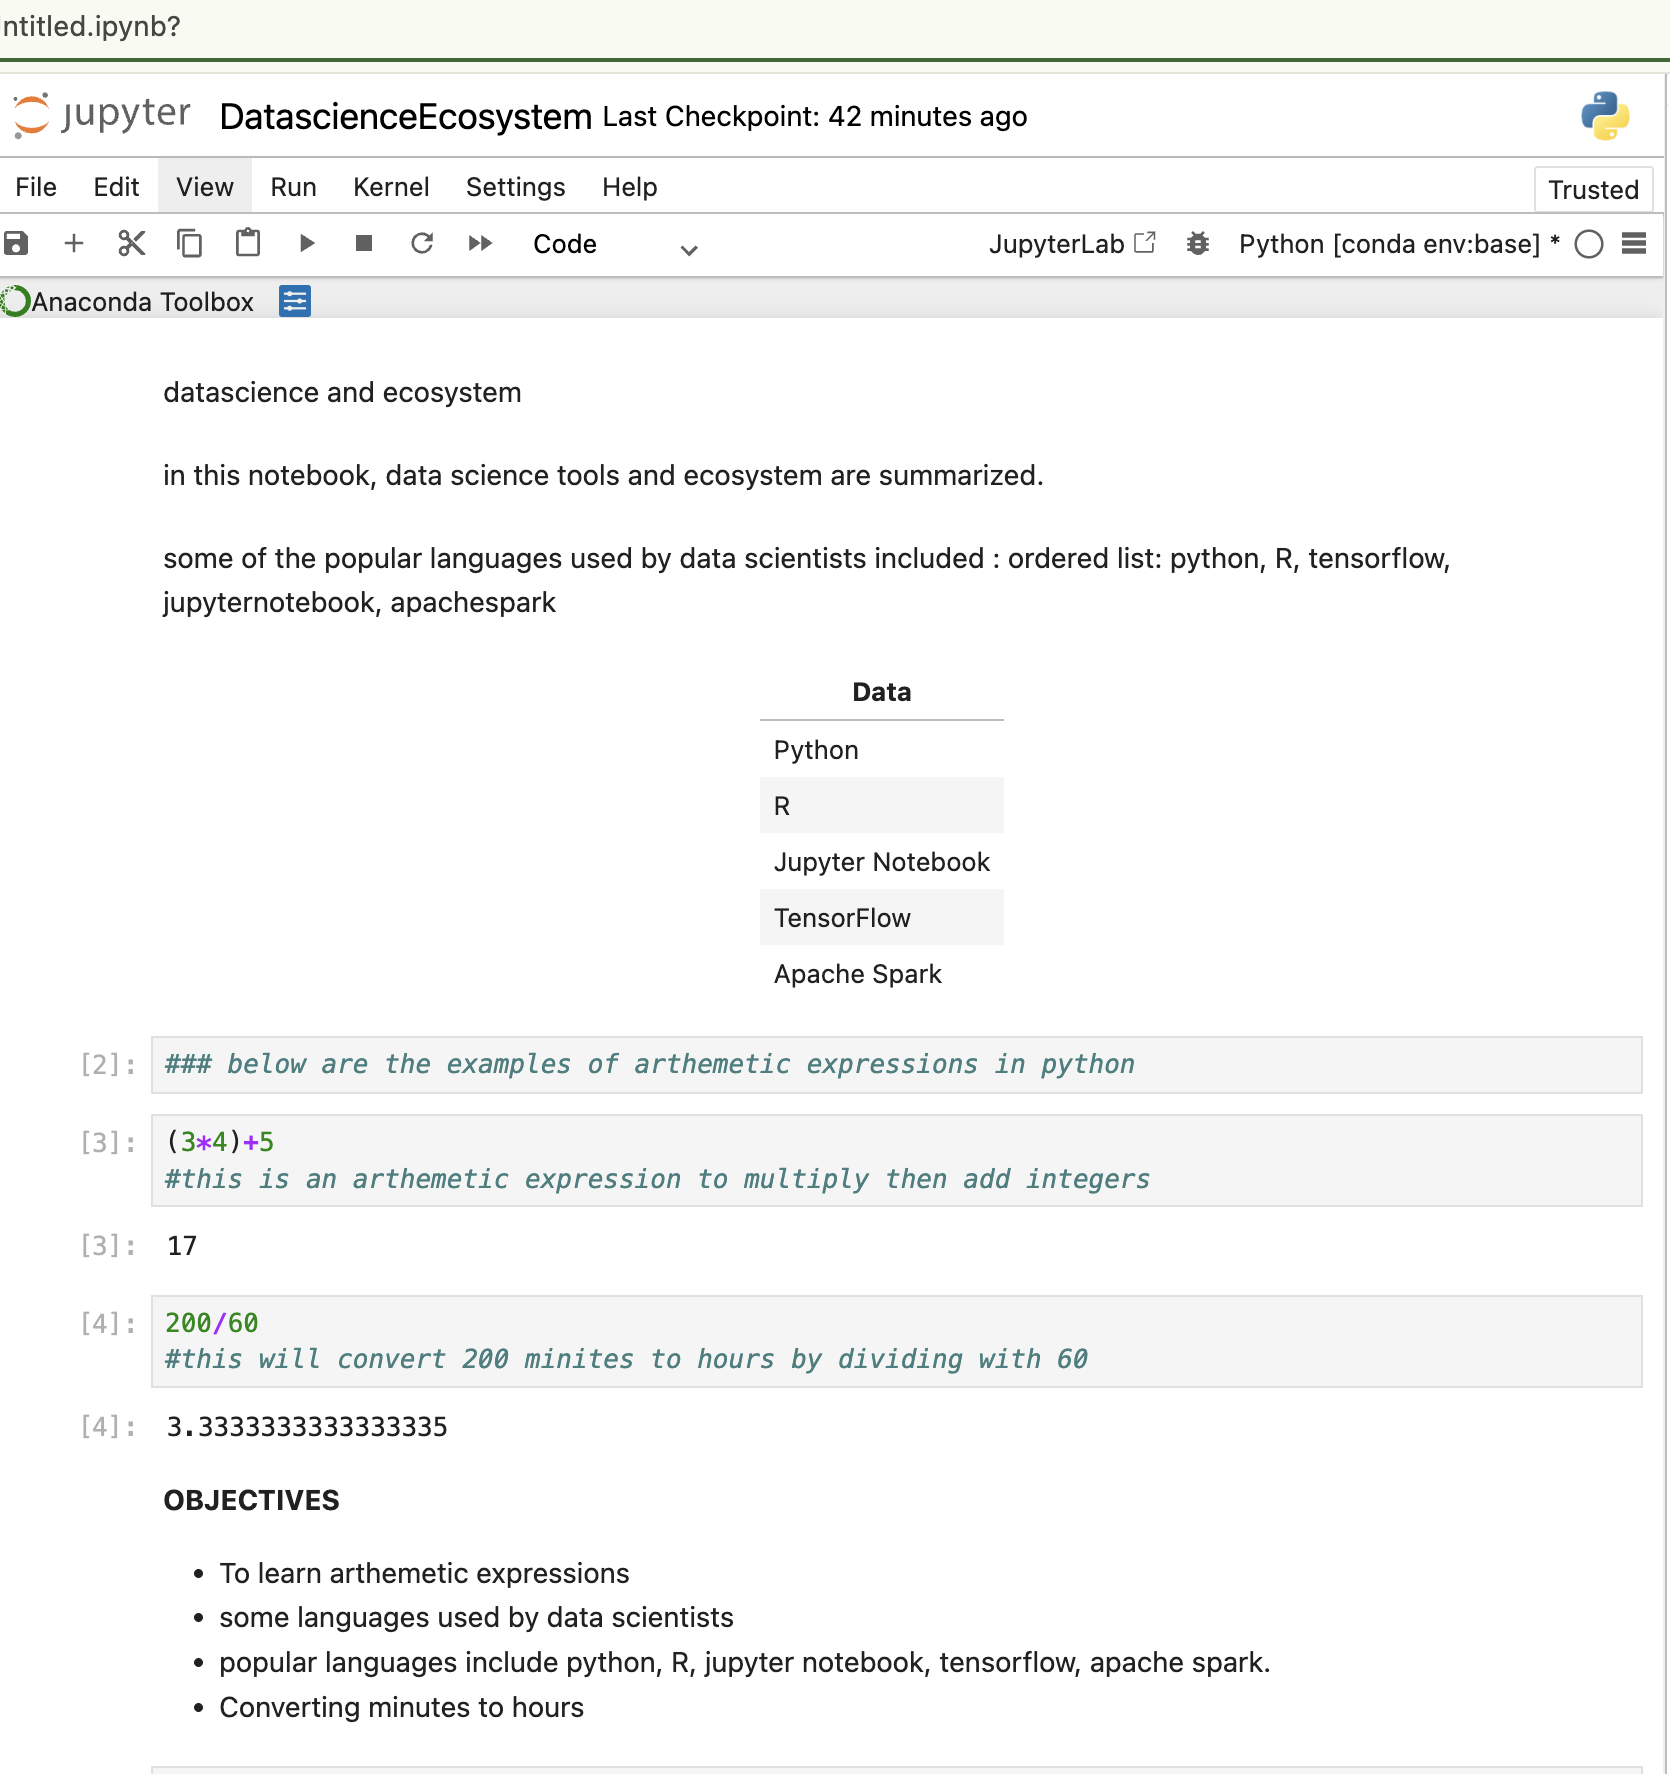 ntitled.ipynb?
jupyter DatascienceEcosystem Last Checkpoint: 42 minutes ago
File Edit View Run Kernel Settings Help Trusted
Code JupyterLab Python [conda env:base] *
Anaconda Toolbox
datascience and ecosystem
in this notebook, data science tools and ecosystem are summarized.
some of the popular languages used by data scientists included : ordered list: python, R, tensorflow,
jupyternotebook, apachespark
Data
Python
R
Jupyter Notebook
TensorFlow
Apache Spark
[2]: ### below are the examples of arthemetic expressions in python
[3]: (3*4)+5
#this is an arthemetic expression to multiply then add integers
[3]: 17
[4]: 200/60
#this will convert 200 minites to hours by dividing with 60
[4]: 3.3333333333333335
OBJECTIVES
• To learn arthemetic expressions
• some languages used by data scientists
• popular languages include python, R, jupyter notebook, tensorflow, apache spark.
• Converting minutes to hours